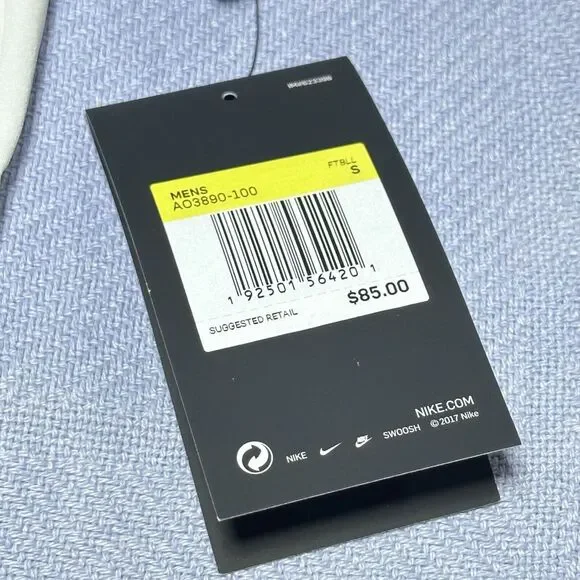 MENS
FTBLL
AO3890-100
S
1 92501 56420 1
SUGGESTED RETAIL
$85.00
NIKE.COM
NIKE SWOOSH ©2017 Nike